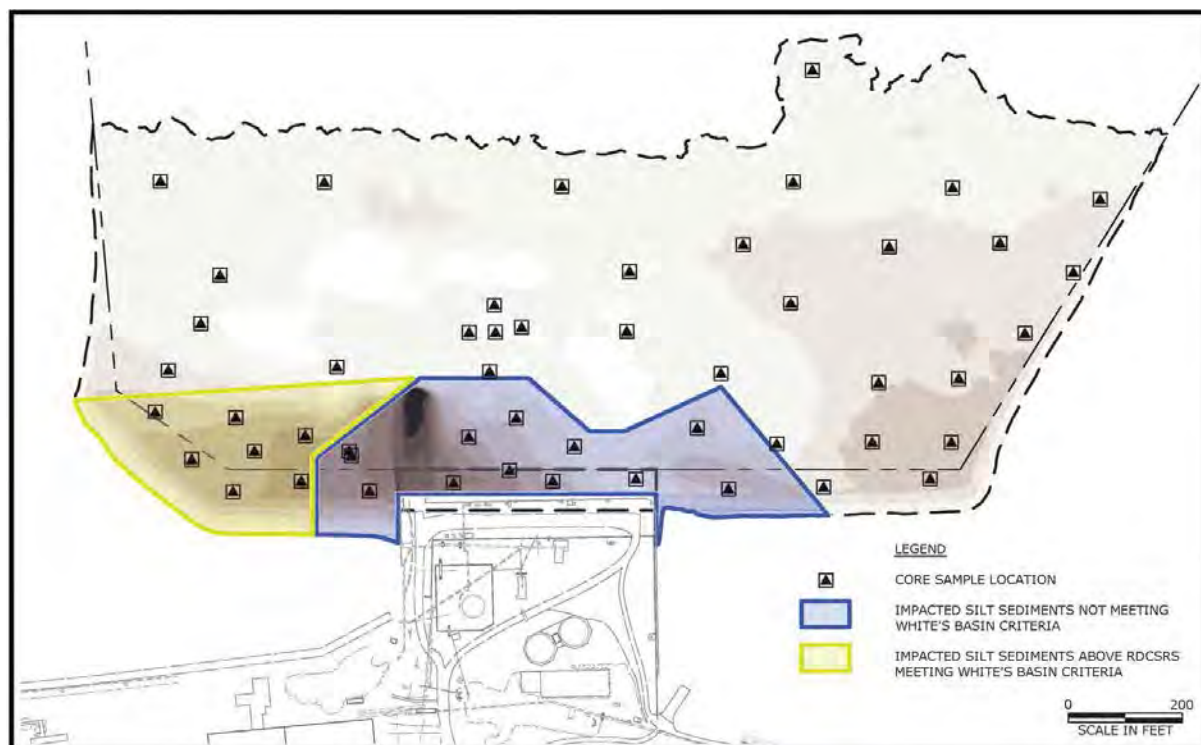 LEGEND
CORE SAMPLE LOCATION
IMPACTED SILT SEDIMENTS NOT MEETING
WHITE'S BASIN CRITERIA
IMPACTED SILT SEDIMENTS ABOVE RDCSRS
MEETING WHITE'S BASIN CRITERIA
0 200
SCALE IN FEET